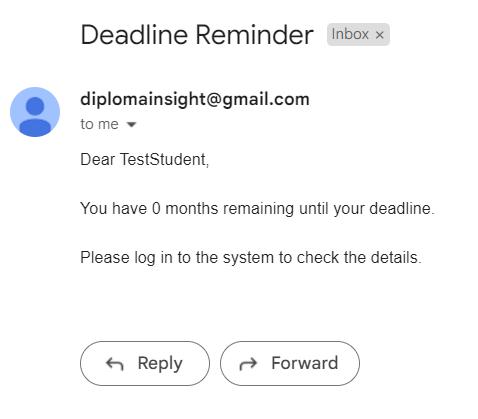 Deadline Reminder Inbox ×
diplomainsight@gmail.com
to me
Dear TestStudent,
You have 0 months remaining until your deadline.
Please log in to the system to check the details.
Reply Forward